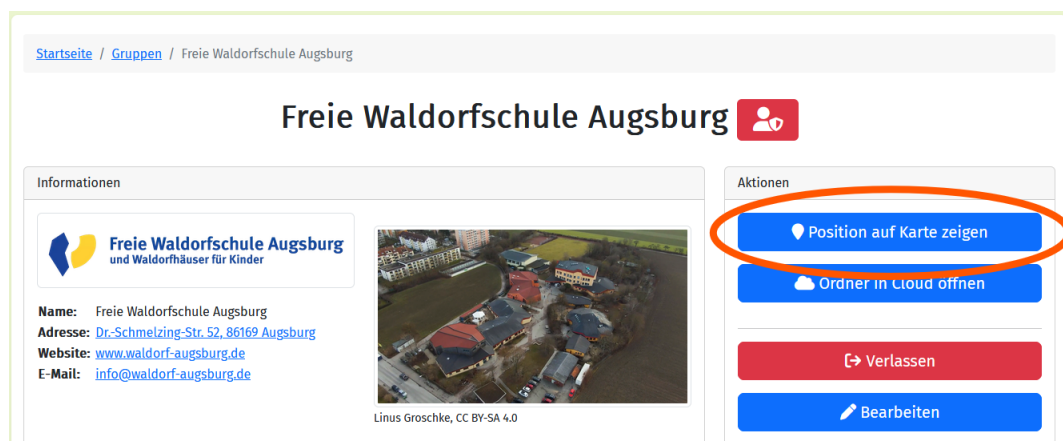 Startseite / Gruppen / Freie Waldorfschule Augsburg
Freie Waldorfschule Augsburg
Informationen
Freie Waldorfschule Augsburg
und Waldorfhäuser für Kinder
Name: Freie Waldorfschule Augsburg
Adresse: Dr.-Schmelzing-Str. 52, 86169 Augsburg
Website: www.waldorf-augsburg.de
E-Mail: info@waldorf-augsburg.de
Linus Groschke, CC BY-SA 4.0
Aktionen
Position auf Karte zeigen
Ordner in Cloud öffnen
Verlassen
Bearbeiten